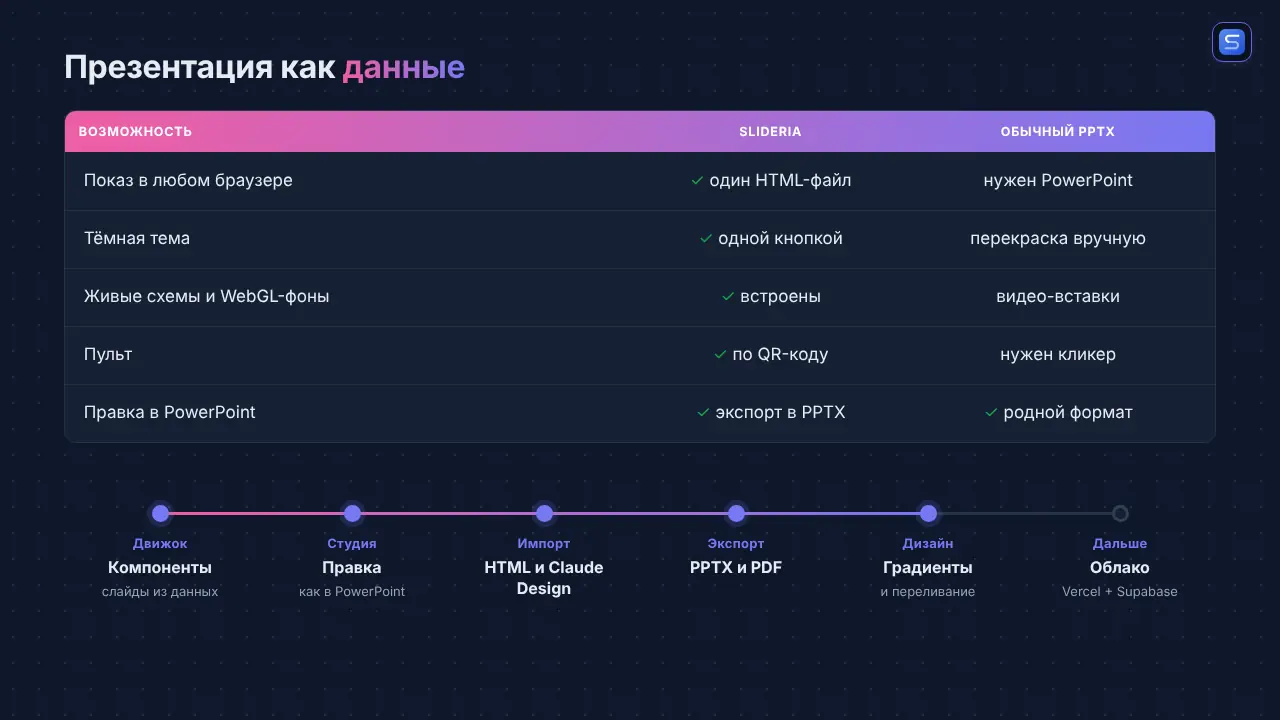 Презентация как данные
ВОЗМОЖНОСТЬ SLIDERIA ОБЫЧНЫЙ PPTX
Показ в любом браузере ✓ один HTML-файл нужен PowerPoint
Тёмная тема ✓ одной кнопкой перекраска вручную
Живые схемы и WebGL-фоны ✓ встроены видео-вставки
Пульт ✓ по QR-коду нужен кликер
Правка в PowerPoint ✓ экспорт в PPTX ✓ родной формат
Движок
Компоненты
слайды из данных
Студия
Правка
как в PowerPoint
Импорт
HTML и Claude
Design
Экспорт
PPTX и PDF
Дизайн
Градиенты
и переливание
Дальше
Облако
Vercel + Supabase